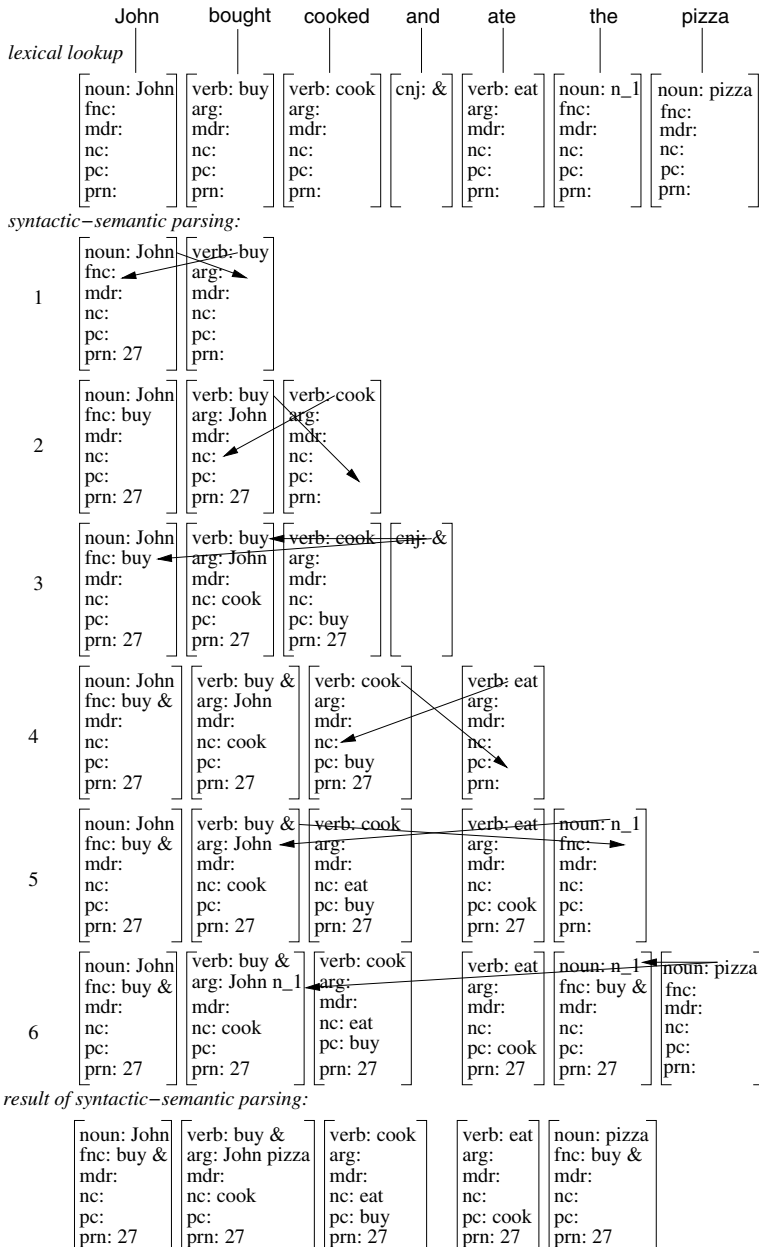 John bought cooked and ate the pizza
lexical lookup
noun: John verb: buy verb: cook cnj: & verb: eat noun: n_1 noun: pizza
fnc: arg: arg: arg: fnc: fnc:
mdr: mdr: mdr: mdr: mdr: mdr:
nc: nc: nc: nc: nc: nc:
pc: pc: pc: pc: pc: pc:
prn: prn: prn: prn: prn: prn:
syntactic−semantic parsing:
noun: John verb: buy
fnc: arg:
1 mdr: mdr:
nc: nc:
pc: pc:
prn: 27 prn:
noun: John verb: buy verb: cook
fnc: buy arg: John arg:
2 mdr: mdr: mdr:
nc: nc: nc:
pc: pc: pc:
prn: 27 prn: 27 prn:
noun: John verb: buy verb: cook cnj: &
fnc: buy arg: John arg:
3 mdr: mdr: mdr:
nc: nc: cook nc:
pc: pc: pc: buy
prn: 27 prn: 27 prn: 27
noun: John verb: buy & verb: cook verb: eat
fnc: buy & arg: John arg: arg:
4 mdr: mdr: mdr: mdr:
nc: nc: cook nc: nc:
pc: pc: pc: buy pc:
prn: 27 prn: 27 prn: 27 prn:
noun: John verb: buy & verb: cook verb: eat noun: n_1
fnc: buy & arg: John arg: arg: fnc:
5 mdr: mdr: mdr: mdr: mdr:
nc: nc: cook nc: eat nc: nc:
pc: pc: pc: buy pc: cook pc:
prn: 27 prn: 27 prn: 27 prn: 27 prn:
noun: John verb: buy & verb: cook verb: eat noun: n_1 noun: pizza
fnc: buy & arg: John n_1 arg: arg: fnc: buy & fnc:
6 mdr: mdr: mdr: mdr: mdr: mdr:
nc: nc: cook nc: eat nc: nc: nc:
pc: pc: pc: buy pc: cook pc: pc:
prn: 27 prn: 27 prn: 27 prn: 27 prn: 27 prn:
result of syntactic−semantic parsing:
noun: John verb: buy & verb: cook verb: eat noun: pizza
fnc: buy & arg: John pizza arg: arg: fnc: buy &
mdr: mdr: mdr: mdr: mdr:
nc: nc: cook nc: eat nc: nc:
pc: pc: pc: buy pc: cook pc:
prn: 27 prn: 27 prn: 27 prn: 27 prn: 27